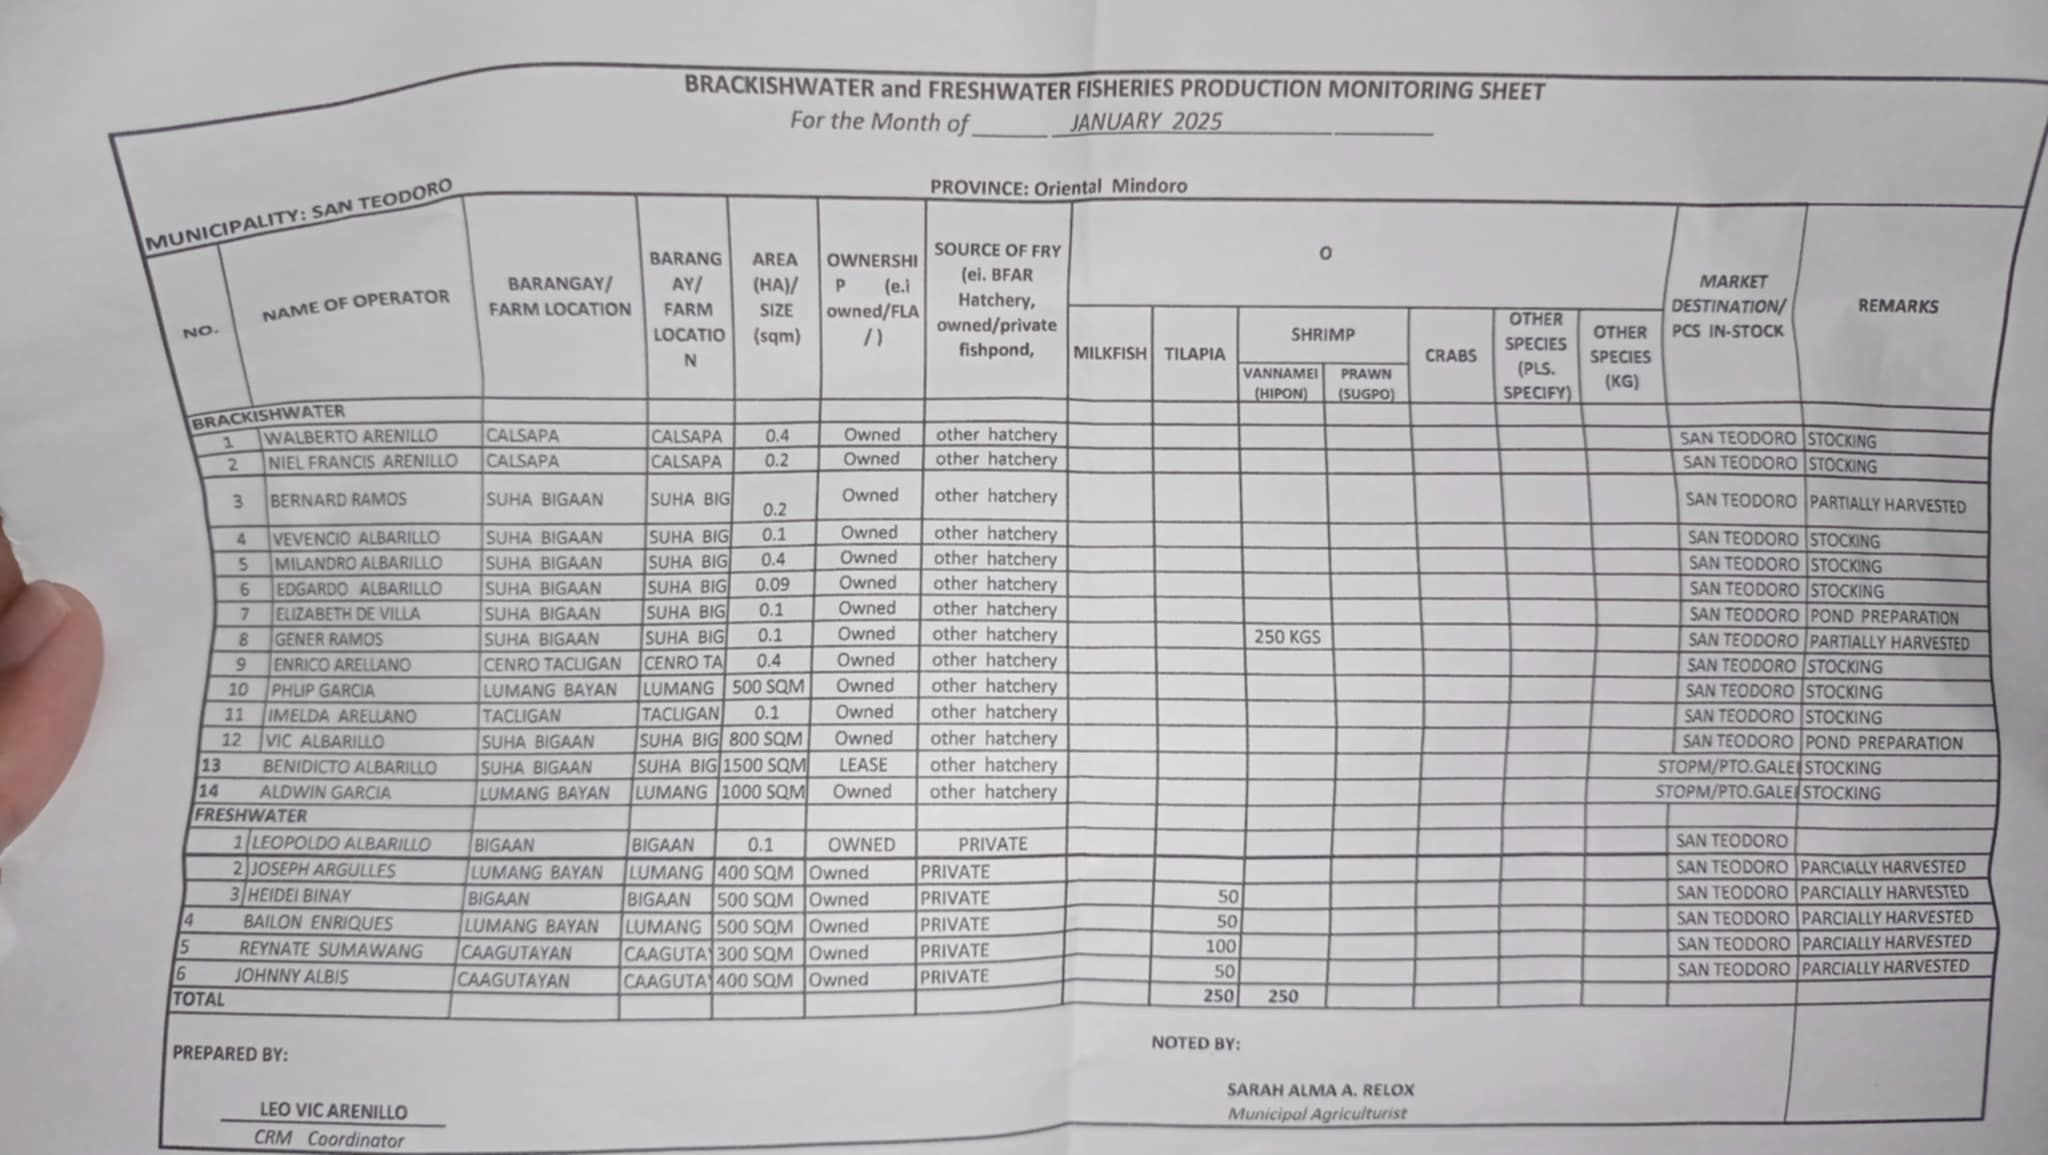 BRACKISHWATER and FRESHWATER FISHERIES PRODUCTION MONITORING SHEET
For the Month of JANUARY 2025
MUNICIPALITY: SAN TEODORO PROVINCE: Oriental Mindoro
NO. NAME OF OPERATOR BARANGAY/ FARM LOCATION BARANGAY/ FARM LOCATION AREA (HA)/ SIZE (sqm) OWNERSHIP (e.i owned/FLA /) SOURCE OF FRY (ei. BFAR Hatchery, owned/private fishpond, O MARKET DESTINATION/ PCS IN-STOCK REMARKS
MILKFISH TILAPIA SHRIMP CRABS OTHER SPECIES (PLS. SPECIFY) OTHER SPECIES (KG)
VANNAMEI (HIPON) PRAWN (SUGPO)
BRACKISHWATER
1 WALBERTO ARENILLO CALSAPA CALSAPA 0.4 Owned other hatchery SAN TEODORO STOCKING
2 NIEL FRANCIS ARENILLO CALSAPA CALSAPA 0.2 Owned other hatchery SAN TEODORO STOCKING
3 BERNARD RAMOS SUHA BIGAAN SUHA BIG 0.2 Owned other hatchery SAN TEODORO PARTIALLY HARVESTED
4 VEVENCIO ALBARILLO SUHA BIGAAN SUHA BIG 0.1 Owned other hatchery SAN TEODORO STOCKING
5 MILANDRO ALBARILLO SUHA BIGAAN SUHA BIG 0.4 Owned other hatchery SAN TEODORO STOCKING
6 EDGARDO ALBARILLO SUHA BIGAAN SUHA BIG 0.09 Owned other hatchery SAN TEODORO STOCKING
7 ELIZABETH DE VILLA SUHA BIGAAN SUHA BIG 0.1 Owned other hatchery SAN TEODORO POND PREPARATION
8 GENER RAMOS SUHA BIGAAN SUHA BIG 0.1 Owned other hatchery 250 KGS SAN TEODORO PARTIALLY HARVESTED
9 ENRICO ARELLANO CENRO TACLIGAN CENRO TA 0.4 Owned other hatchery SAN TEODORO STOCKING
10 PHLIP GARCIA LUMANG BAYAN LUMANG 500 SQM Owned other hatchery SAN TEODORO STOCKING
11 IMELDA ARELLANO TACLIGAN TACLIGAN 0.1 Owned other hatchery SAN TEODORO STOCKING
12 VIC ALBARILLO SUHA BIGAAN SUHA BIG 800 SQM Owned other hatchery SAN TEODORO POND PREPARATION
13 BENIDICTO ALBARILLO SUHA BIGAAN SUHA BIG 1500 SQM LEASE other hatchery STOPM/PTO.GALE STOCKING
14 ALDWIN GARCIA LUMANG BAYAN LUMANG 1000 SQM Owned other hatchery STOPM/PTO.GALE STOCKING
FRESHWATER
1 LEOPOLDO ALBARILLO BIGAAN BIGAAN 0.1 OWNED PRIVATE SAN TEODORO
2 JOSEPH ARGULLES LUMANG BAYAN LUMANG 400 SQM Owned PRIVATE SAN TEODORO PARCIALLY HARVESTED
3 HEIDEI BINAY BIGAAN BIGAAN 500 SQM Owned PRIVATE 50 SAN TEODORO PARCIALLY HARVESTED
4 BAILON ENRIQUES LUMANG BAYAN LUMANG 500 SQM Owned PRIVATE 50 SAN TEODORO PARCIALLY HARVESTED
5 REYNATE SUMAWANG CAAGUTAYAN CAAGUTA 300 SQM Owned PRIVATE 100 SAN TEODORO PARCIALLY HARVESTED
6 JOHNNY ALBIS CAAGUTAYAN CAAGUTA 400 SQM Owned PRIVATE 50 SAN TEODORO PARCIALLY HARVESTED
TOTAL 250 250
PREPARED BY: NOTED BY:
LEO VIC ARENILLO SARAH ALMA A. RELOX
CRM Coordinator Municipal Agriculturist